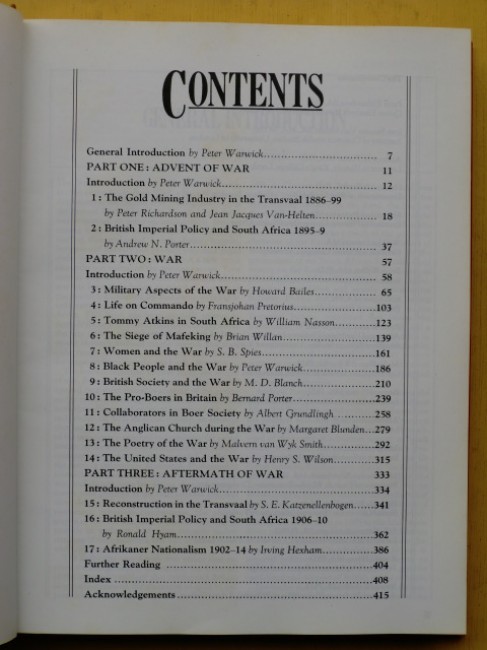 CONTENTS
General Introduction by Peter Warwick........................... 7
PART ONE: ADVENT OF WAR 11
Introduction by Peter Warwick................................... 12
1: The Gold Mining Industry in the Transvaal 1886-99
by Peter Richardson and Jean Jacques Van-Helten............. 18
2: British Imperial Policy and South Africa 1895-9
by Andrew N. Porter........................................ 37
PART TWO: WAR 57
Introduction by Peter Warwick................................... 58
3: Military Aspects of the War by Howard Bailes................ 65
4: Life on Commando by Fransjohan Pretorius...................103
5: Tommy Atkins in South Africa by William Nasson.............123
6: The Siege of Mafeking by Brian Willan......................139
7: Women and the War by S. B. Spies...........................161
8: Black People and the War by Peter Warwick..................186
9: British Society and the War by M. D. Blanch................210
10: The Pro-Boers in Britain by Bernard Porter................239
11: Collaborators in Boer Society by Albert Grundlingh ........258
12: The Anglican Church during the War by Margaret Blunden....279
13: The Poetry of the War by Malvern van Wyk Smith............292
14: The United States and the War by Henry S. Wilson..........315
PART THREE: AFTERMATH OF WAR 333
Introduction by Peter Warwick..................................334
15: Reconstruction in the Transvaal by S. E. Katzenellenbogen.....341
16: British Imperial Policy and South Africa 1906-10
by Ronald Hyam............................................362
17: Afrikaner Nationalism 1902-14 by Irving Hexham............386
Further Reading ...............................................404
Index .........................................................408
Acknowledgements...............................................415